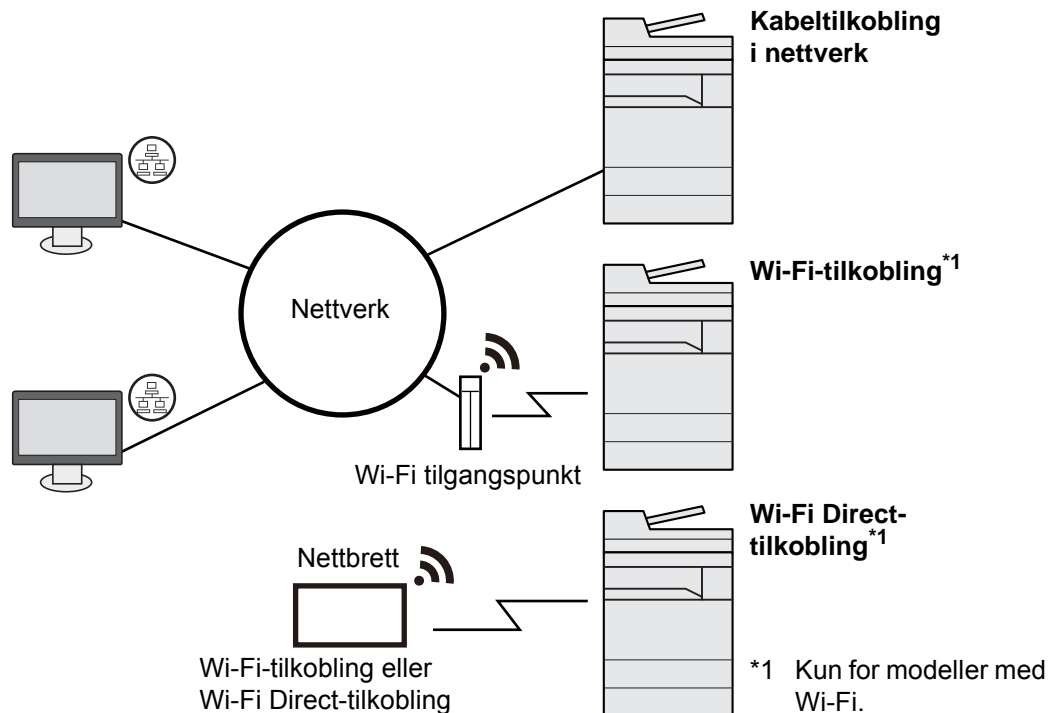 Kabeltilkobling
i nettverk
Nettverk
Wi-Fi-tilkobling*1
Wi-Fi tilgangspunkt
Wi-Fi Direct-
tilkobling*1
Nettbrett
Wi-Fi-tilkobling eller
Wi-Fi Direct-tilkobling
*1 Kun for modeller med
Wi-Fi.